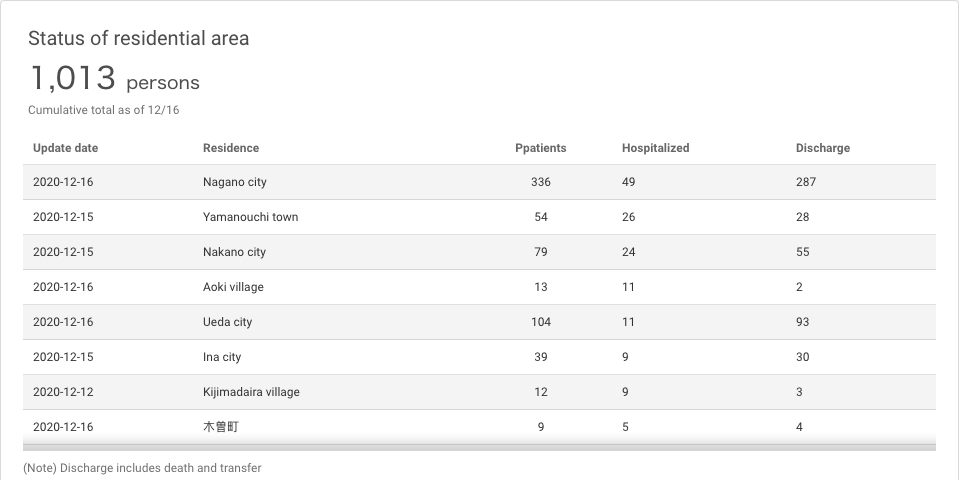 Status of residential area
1,013 persons
Cumulative total as of 12/16
Update date Residence Ppatients Hospitalized Discharge
2020-12-16 Nagano city 336 49 287
2020-12-15 Yamanouchi town 54 26 28
2020-12-15 Nakano city 79 24 55
2020-12-16 Aoki village 13 11 2
2020-12-16 Ueda city 104 11 93
2020-12-15 Ina city 39 9 30
2020-12-12 Kijimadaira village 12 9 3
2020-12-16 木曽町 9 5 4
(Note) Discharge includes death and transfer